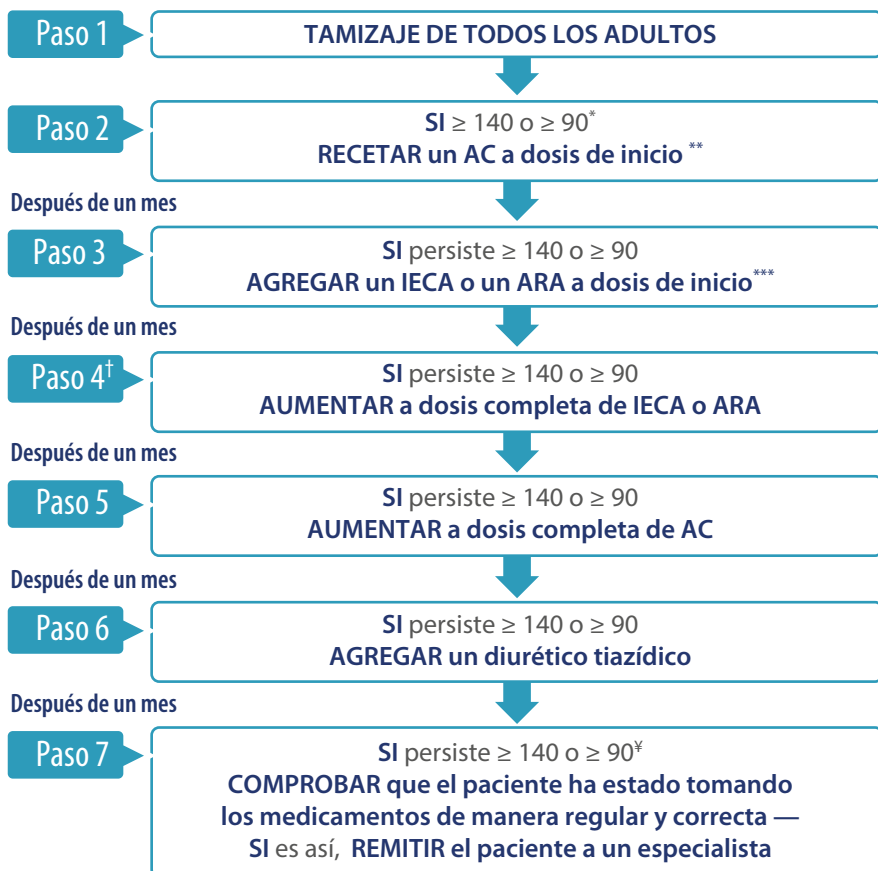 Paso 1
TAMIZAJE DE TODOS LOS ADULTOS
Paso 2
SI ≥ 140 o ≥ 90*
RECETAR un AC a dosis de inicio **
Después de un mes
Paso 3
SI persiste ≥ 140 o ≥ 90
AGREGAR un IECA o un ARA a dosis de inicio***
Después de un mes
Paso 4†
SI persiste ≥ 140 o ≥ 90
AUMENTAR a dosis completa de IECA o ARA
Después de un mes
Paso 5
SI persiste ≥ 140 o ≥ 90
AUMENTAR a dosis completa de AC
Después de un mes
Paso 6
SI persiste ≥ 140 o ≥ 90
AGREGAR un diurético tiazídico
Después de un mes
Paso 7
SI persiste ≥ 140 o ≥ 90¥
COMPROBAR que el paciente ha estado tomando
los medicamentos de manera regular y correcta —
SI es así, REMITIR el paciente a un especialista